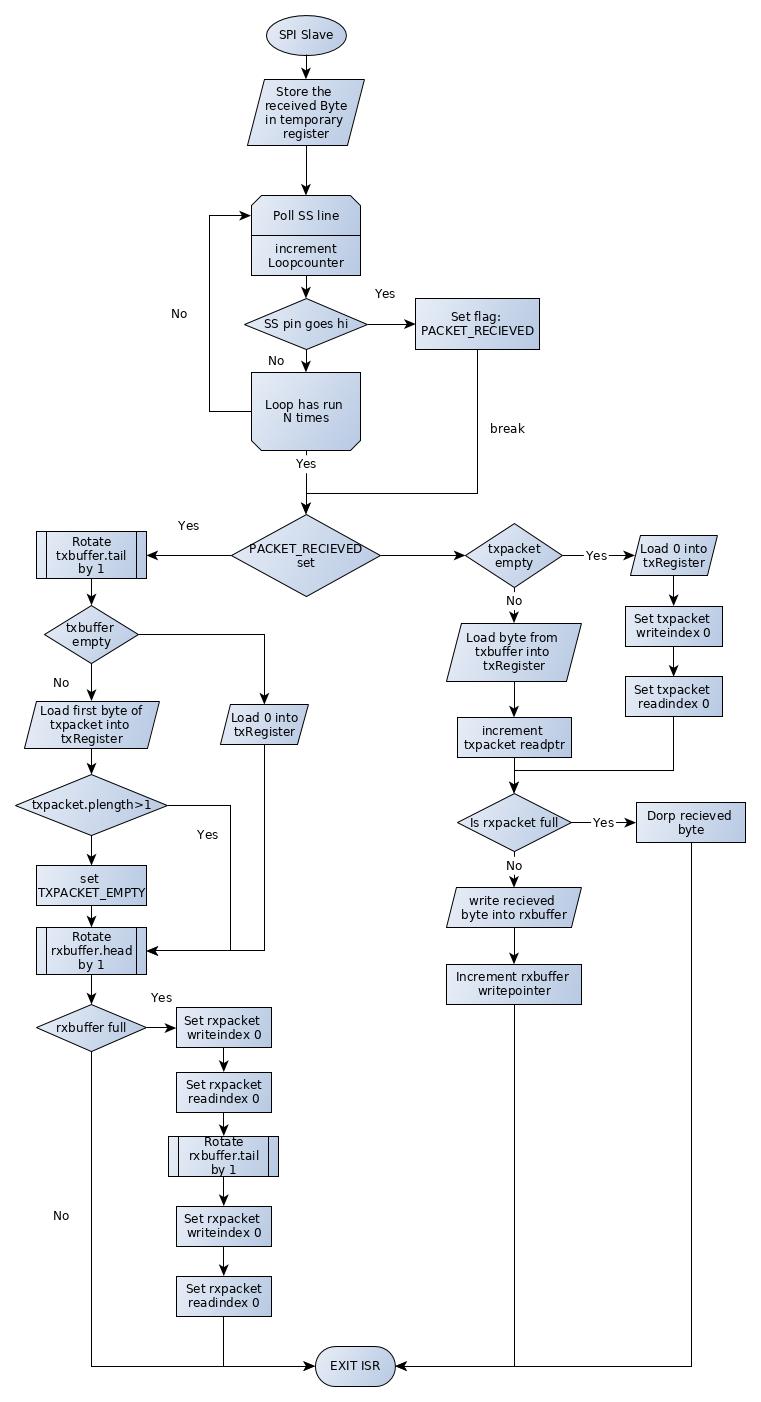 SPI Slave
Store the
received Byte
in temporary
register
Poll SS line
increment
Loopcounter
Yes
No
SS pin goes hi
Set flag:
PACKET_RECIEVED
No
Loop has run
N times
break
Yes
Yes
Rotate
txbuffer.tail
by 1
PACKET_RECIEVED
set
txpacket
empty
Yes
Load 0 into
txRegister
txbuffer
empty
No
Set txpacket
writeindex 0
Load byte from
txbuffer into
txRegister
No
Load first byte of
txpacket into
txRegister
Load 0 into
txRegister
Set txpacket
readindex 0
increment
txpacket readptr
txpacket.plength>1
Yes
Is rxpacket full
Yes
Dorp recieved
byte
No
set
TXPACKET_EMPTY
write recieved
byte into rxbuffer
Rotate
rxbuffer.head
by 1
Increment rxbuffer
writepointer
rxbuffer full
Yes
Set rxpacket
writeindex 0
Set rxpacket
readindex 0
Rotate
rxbuffer.tail
by 1
No
Set rxpacket
writeindex 0
Set rxpacket
readindex 0
EXIT ISR